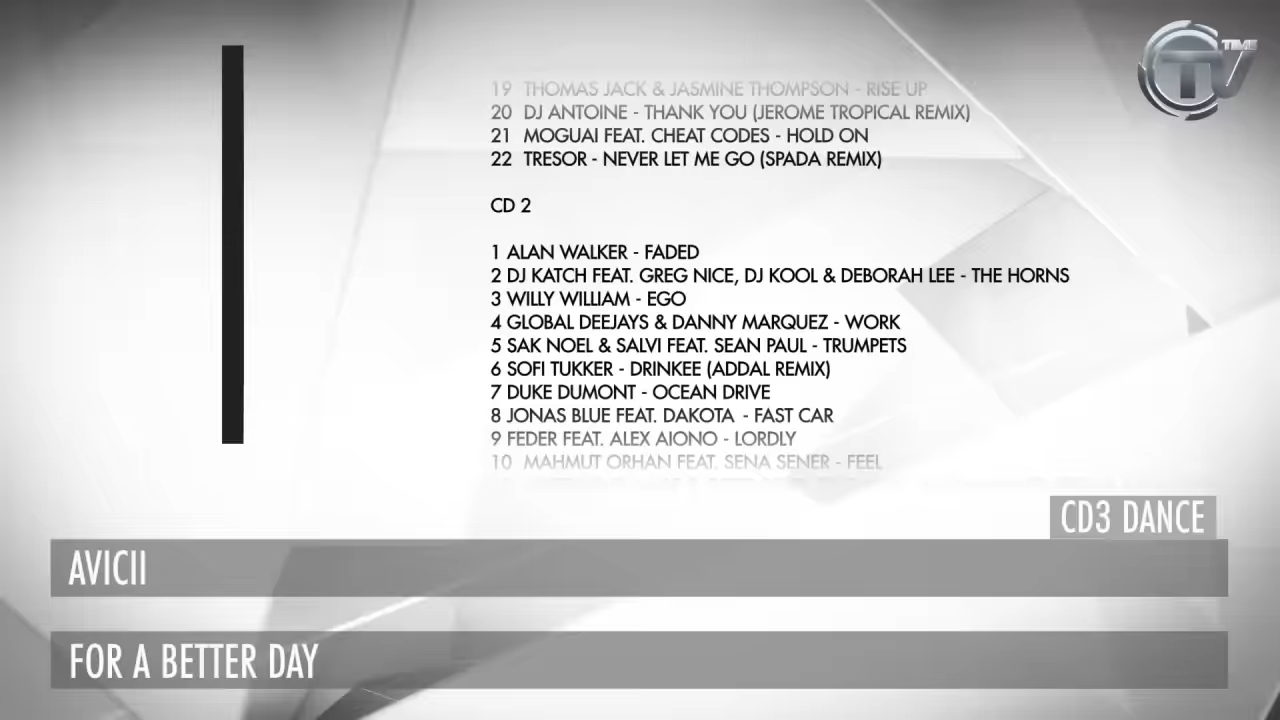 TIME
TV
19 THOMAS JACK & JASMINE THOMPSON - RISE UP
20 DJ ANTOINE - THANK YOU (JEROME TROPICAL REMIX)
21 MOGUAI FEAT. CHEAT CODES - HOLD ON
22 TRESOR - NEVER LET ME GO (SPADA REMIX)
CD 2
1 ALAN WALKER - FADED
2 DJ KATCH FEAT. GREG NICE, DJ KOOL & DEBORAH LEE - THE HORNS
3 WILLY WILLIAM - EGO
4 GLOBAL DEEJAYS & DANNY MARQUEZ - WORK
5 SAK NOEL & SALVI FEAT. SEAN PAUL - TRUMPETS
6 SOFI TUKKER - DRINKEE (ADDAL REMIX)
7 DUKE DUMONT - OCEAN DRIVE
8 JONAS BLUE FEAT. DAKOTA - FAST CAR
9 FEDER FEAT. ALEX AIONO - LORDLY
10 MAHMUT ORHAN FEAT. SENA SENER - FEEL
CD3 DANCE
AVICII
FOR A BETTER DAY